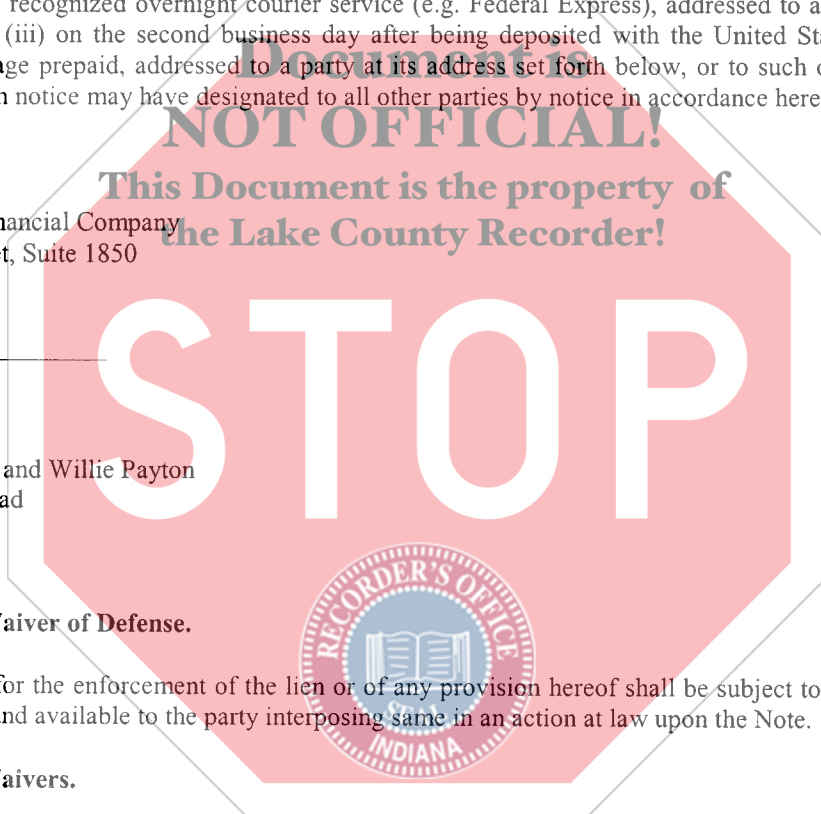 recognized overnight courier service (e.g. Federal Express), addressed to a
(iii) on the second business day after being deposited with the United Sta
Document is
age prepaid, addressed to a party at its address set forth below, or to such o
n notice may have designated to all other parties by notice in accordance here
NOT OFFICIAL!
This Document is the property of
nancial Company
the Lake County Recorder!
t, Suite 1850
STOP
and Willie Payton
ad
RECORDER'S OFFICE
aiver of Defense.
for the enforcement of the lien or of any provision hereof shall be subject to
nd available to the party interposing same in an action at law upon the Note.
SEAL
INDIANA
aivers.